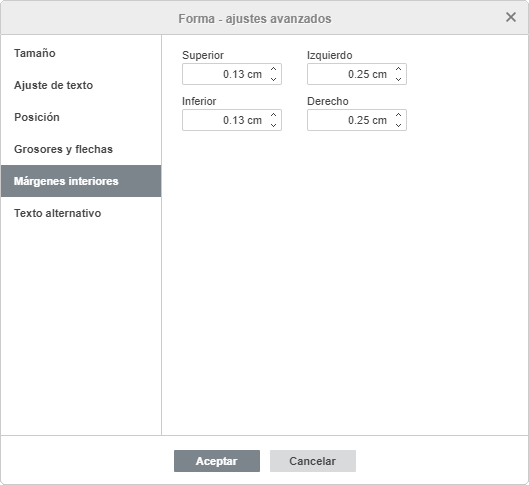 Forma - ajustes avanzados
Tamaño
Ajuste de texto
Posición
Grosores y flechas
Márgenes interiores
Texto alternativo
Superior Izquierdo
0.13 cm 0.25 cm
Inferior Derecho
0.13 cm 0.25 cm
Aceptar Cancelar